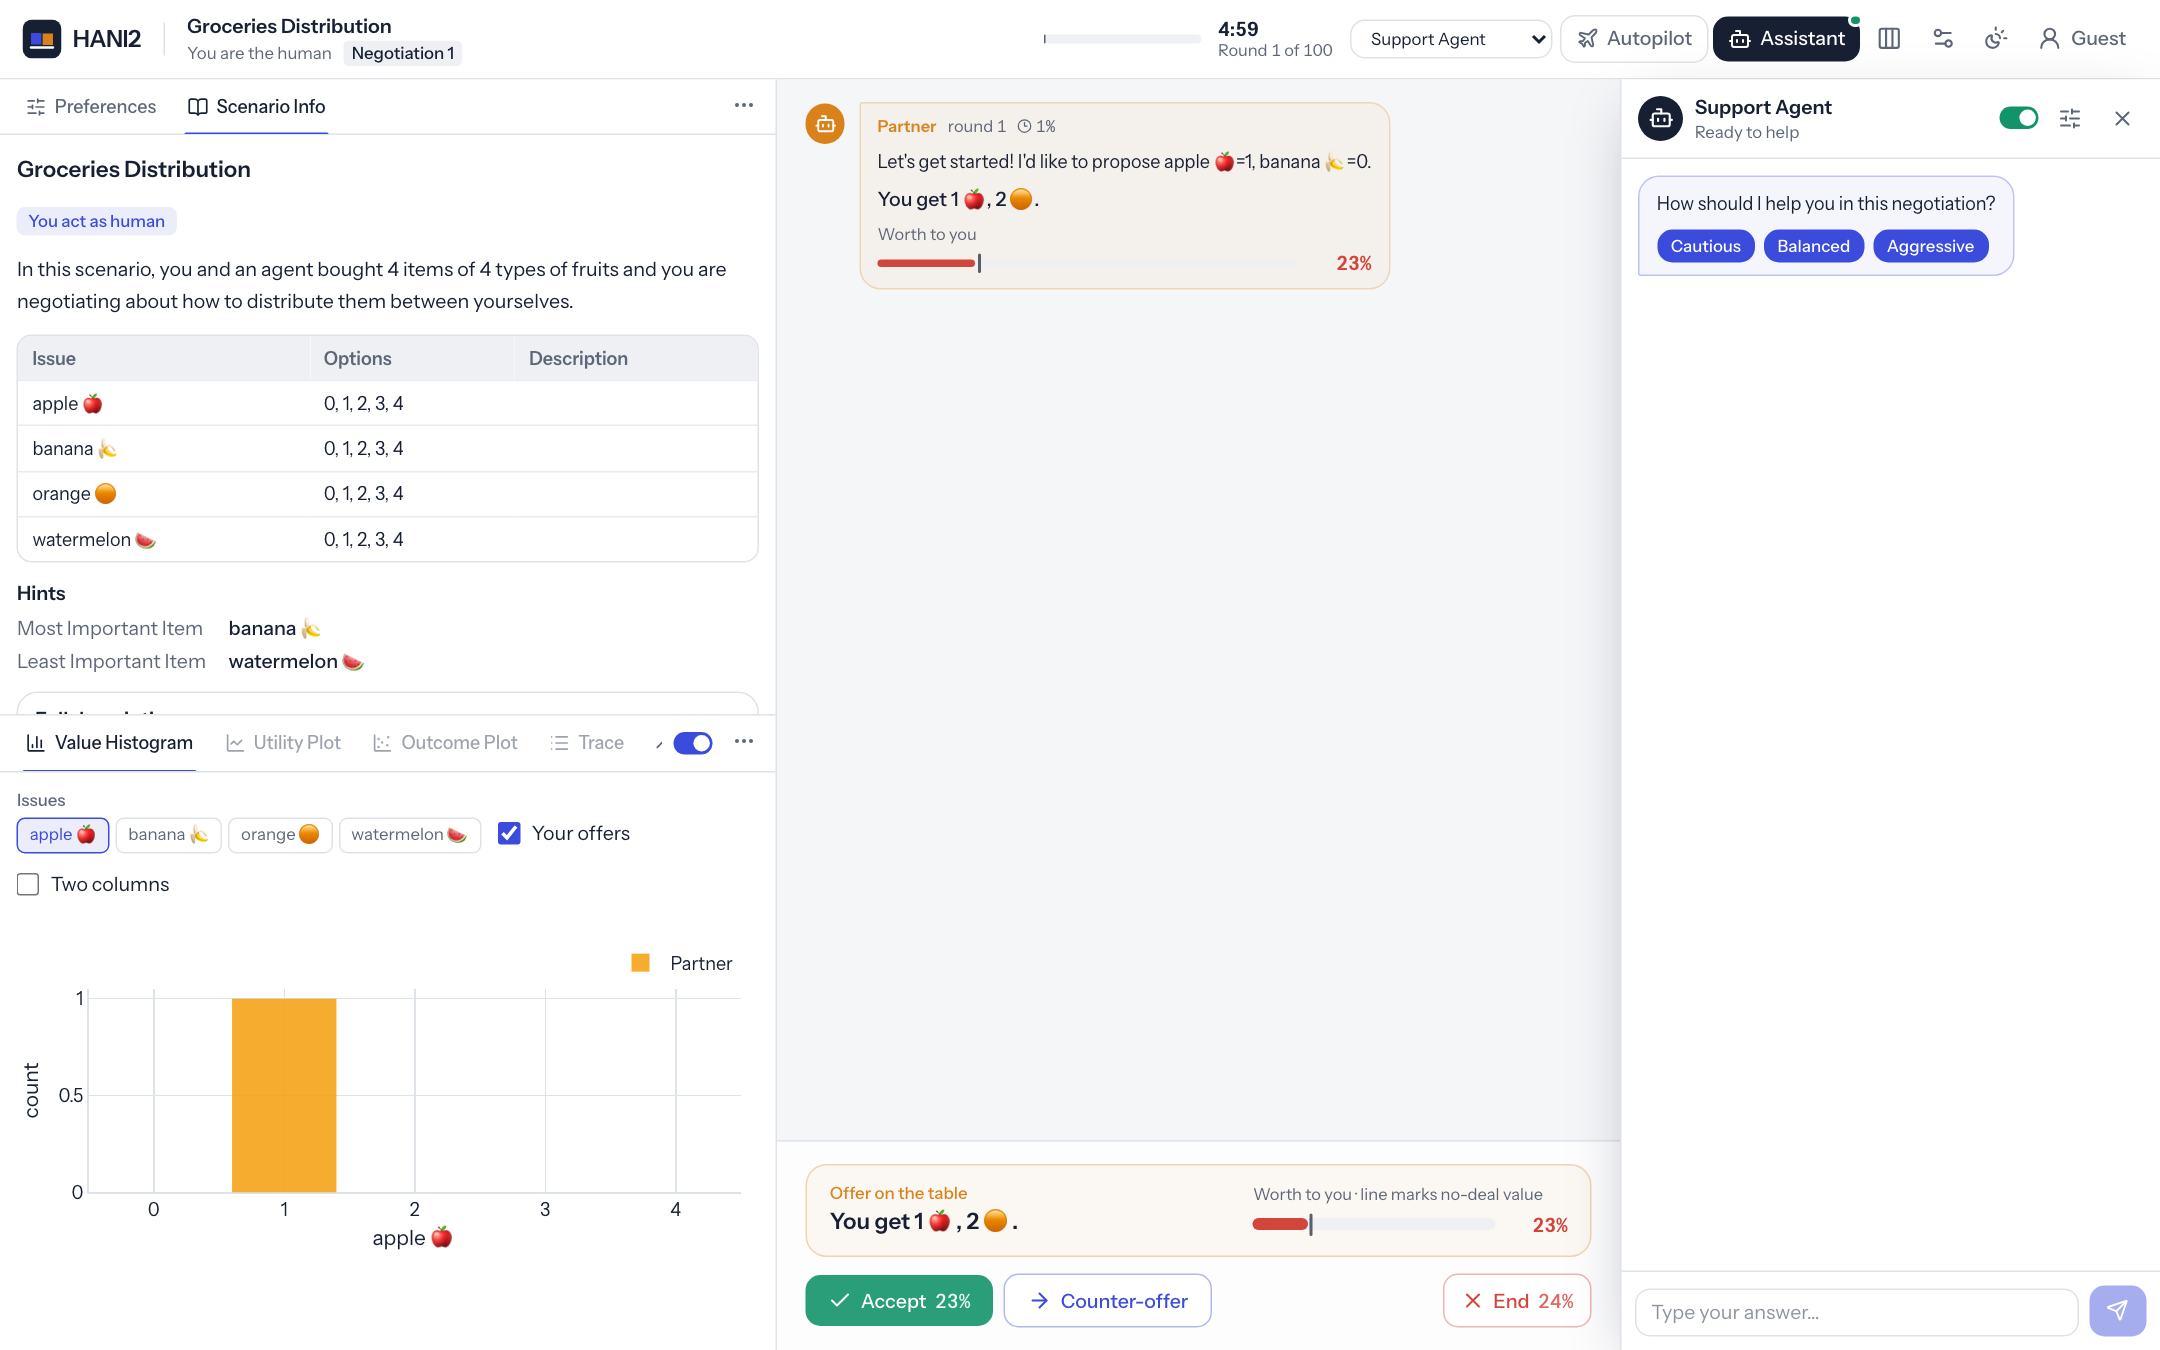 HANI2
Groceries Distribution
You are the human Negotiation 1
4:59
Round 1 of 100
Support Agent
Autopilot
Assistant
Guest
Preferences
Scenario Info
Groceries Distribution
You act as human
In this scenario, you and an agent bought 4 items of 4 types of fruits and you are
negotiating about how to distribute them between yourselves.
Issue Options Description
apple 🍎 0, 1, 2, 3, 4
banana 🍌 0, 1, 2, 3, 4
orange 🟠 0, 1, 2, 3, 4
watermelon 🍉 0, 1, 2, 3, 4
Hints
Most Important Item banana 🍌
Least Important Item watermelon 🍉
Value Histogram
Utility Plot
Outcome Plot
Trace
Issues
apple 🍎 banana 🍌 orange 🟠 watermelon 🍉 Your offers
Two columns
Partner
1
0.5
0
count
0 1 2 3 4
apple 🍎
Partner round 1 1%
Let's get started! I'd like to propose apple 🍎=1, banana 🍌=0.
You get 1 🍎, 2 🟠.
Worth to you
23%
Offer on the table
You get 1 🍎, 2 🟠.
Worth to you · line marks no-deal value
23%
Accept 23%
Counter-offer
End 24%
Support Agent
Ready to help
How should I help you in this negotiation?
Cautious Balanced Aggressive
Type your answer...